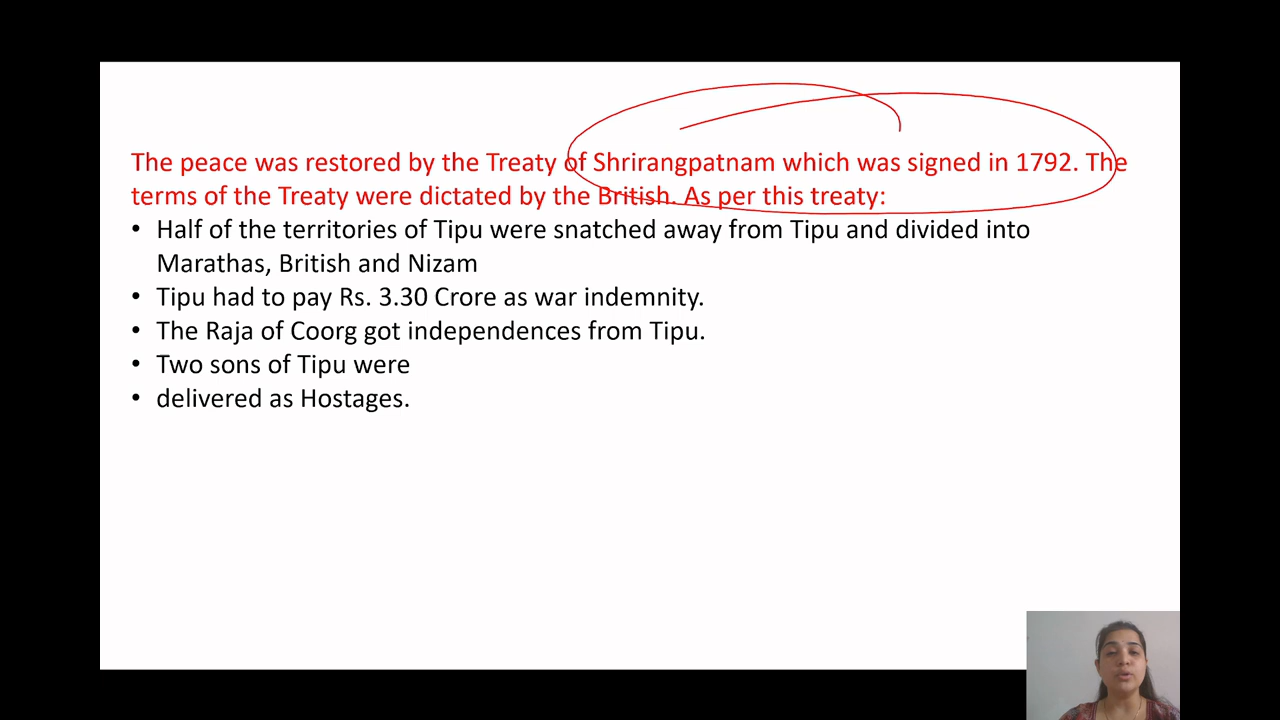 The peace was restored by the Treaty of Shrirangpatnam which was signed in 1792. The
terms of the Treaty were dictated by the British. As per this treaty:
• Half of the territories of Tipu were snatched away from Tipu and divided into
Marathas, British and Nizam
• Tipu had to pay Rs. 3.30 Crore as war indemnity.
• The Raja of Coorg got independences from Tipu.
• Two sons of Tipu were
• delivered as Hostages.